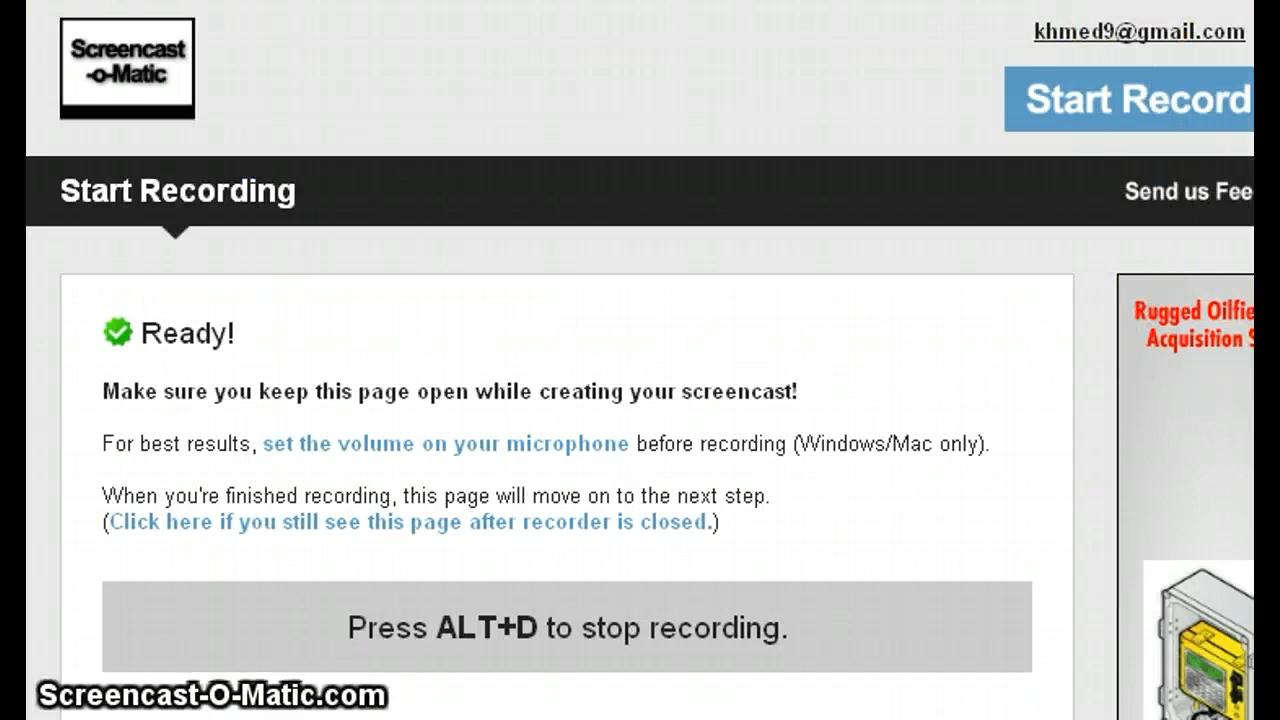 Screencast
-o-Matic
khmed9@gmail.com
Start Record
Start Recording
Send us Fee
Ready!
Rugged Oilfie
Acquisition S
Make sure you keep this page open while creating your screencast!
For best results, set the volume on your microphone before recording (Windows/Mac only).
When you're finished recording, this page will move on to the next step.
(Click here if you still see this page after recorder is closed.)
Press ALT+D to stop recording.
Screencast-O-Matic.com